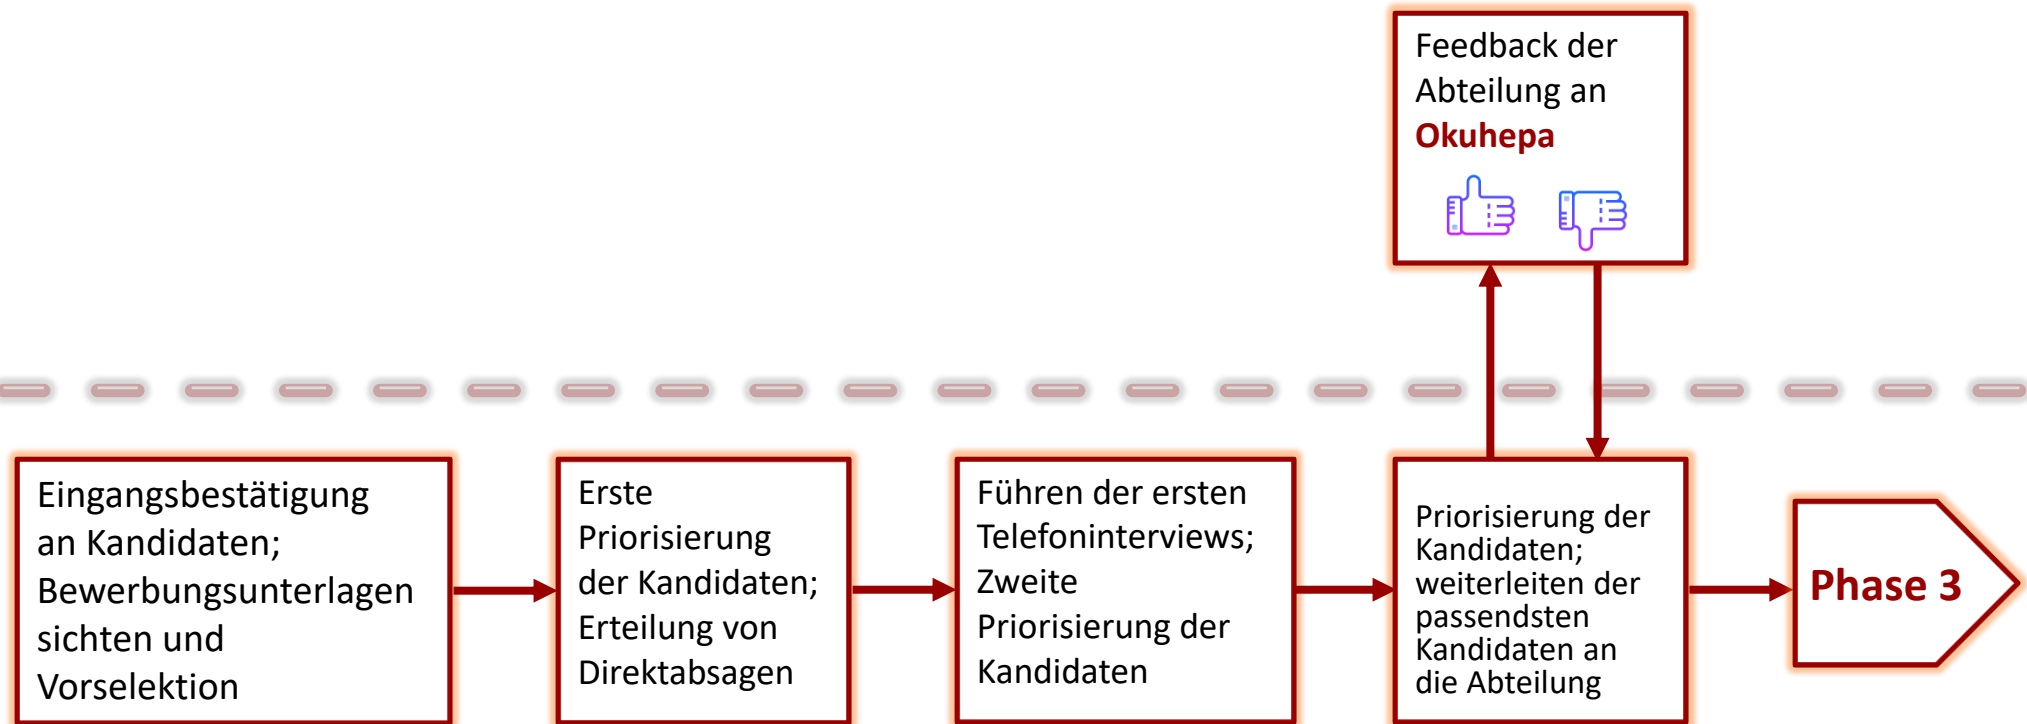 Feedback der
Abteilung an
Okuhepa
Eingangsbestätigung
an Kandidaten;
Bewerbungsunterlagen
sichten und
Vorselektion
Erste
Priorisierung
der Kandidaten;
Erteilung von
Direktabsagen
Führen der ersten
Telefoninterviews;
Zweite
Priorisierung der
Kandidaten
Priorisierung der
Kandidaten;
weiterleiten der
passendsten
Kandidaten an
die Abteilung
Phase 3